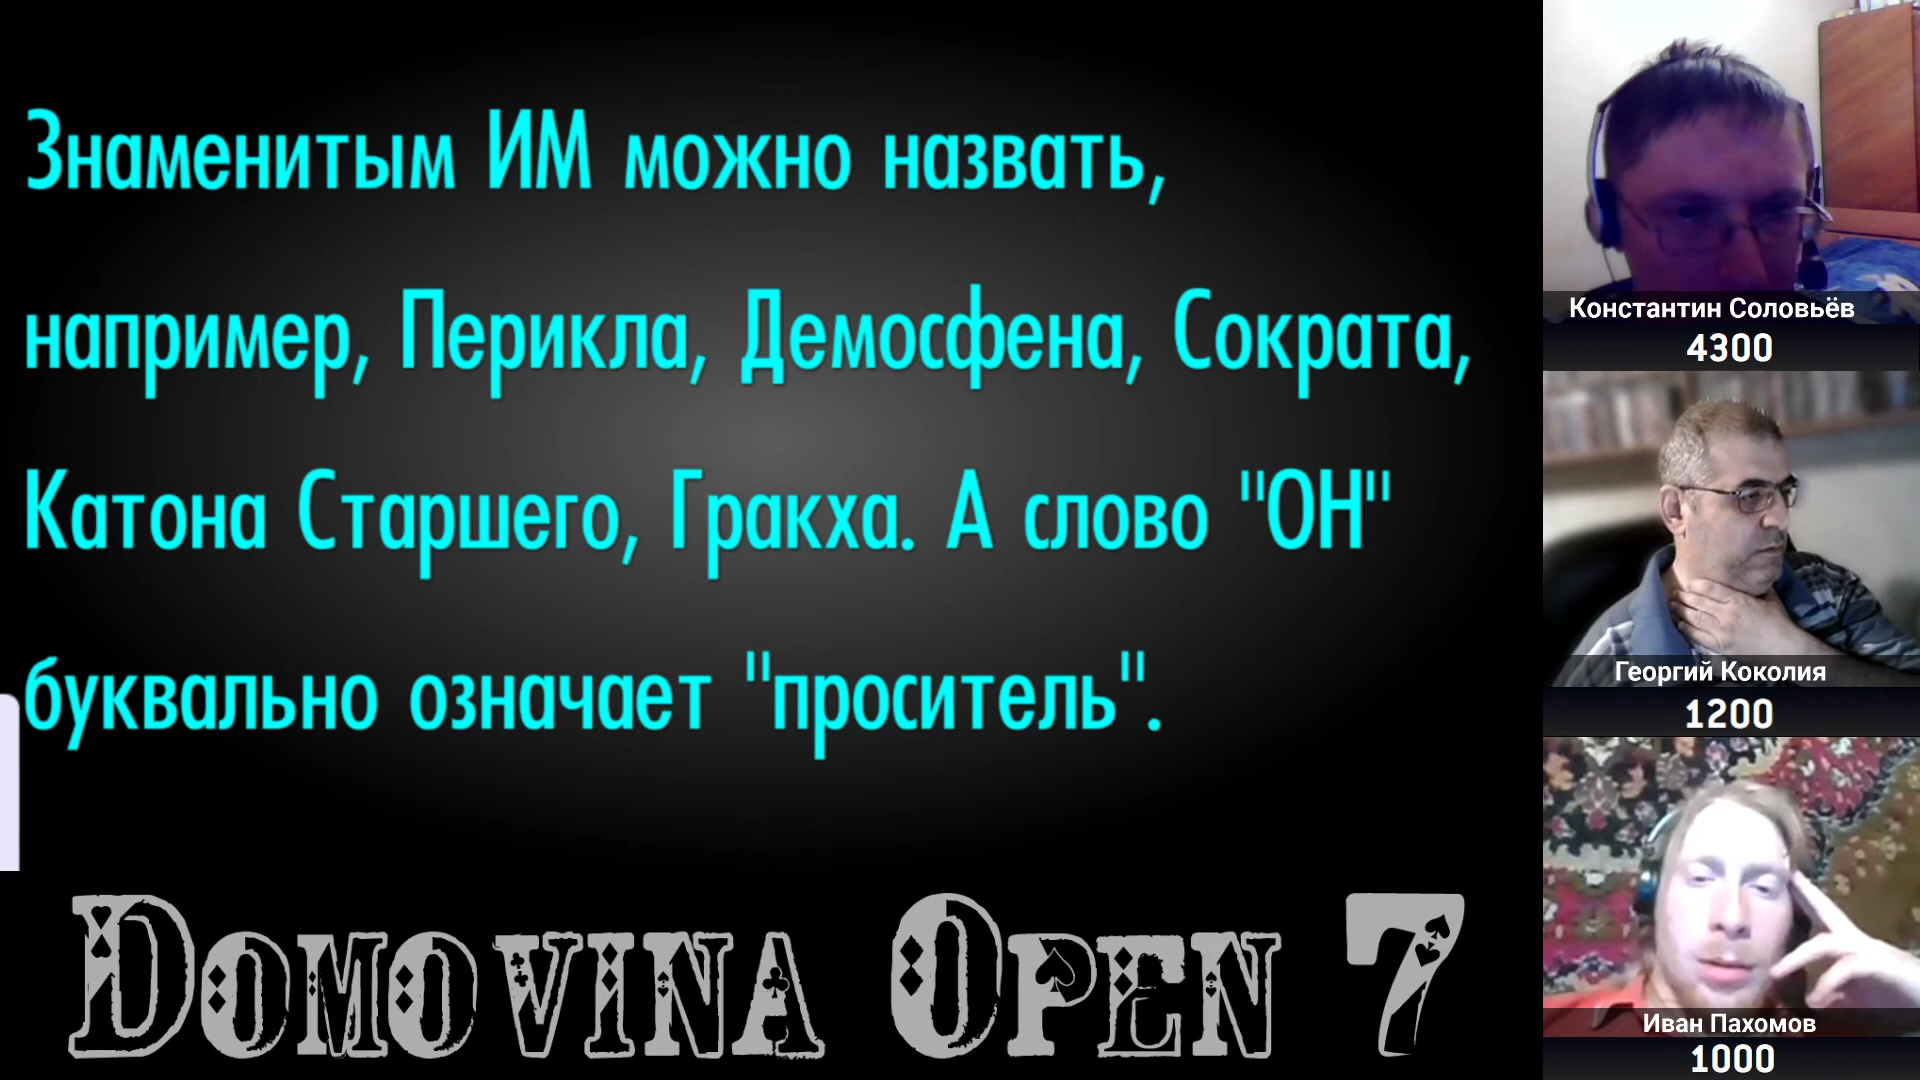 Знаменитым ИМ можно назвать,
например, Перикла, Демосфена, Сократа,
Катона Старшего, Гракха. А слово "ОН"
буквально означает "проситель".
DOMOVINA OPEN 7
Константин Соловьёв
4300
Георгий Коколия
1200
Иван Пахомов
1000